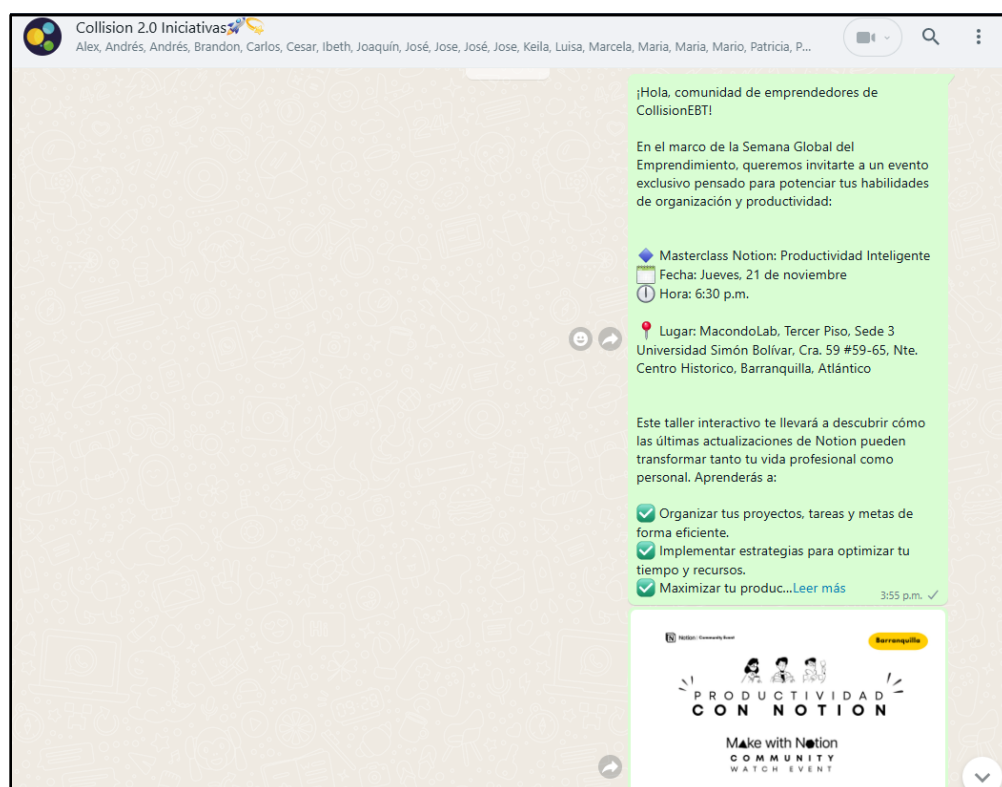 Collision 2.0 Iniciativas🚀💫
Alex, Andrés, Andrés, Brandon, Carlos, Cesar, Ibeth, Joaquín, José, Jose, José, Jose, Keila, Luisa, Marcela, Maria, Maria, Mario, Patricia, P...
¡Hola, comunidad de emprendedores de
CollisionEBT!
En el marco de la Semana Global del
Emprendimiento, queremos invitarte a un evento
exclusivo pensado para potenciar tus habilidades
de organización y productividad:
🔷 Masterclass Notion: Productividad Inteligente
🗓 Fecha: Jueves, 21 de noviembre
🕕 Hora: 6:30 p.m.
📍 Lugar: MacondoLab, Tercer Piso, Sede 3
Universidad Simón Bolívar, Cra. 59 #59-65, Nte.
Centro Historico, Barranquilla, Atlántico
Este taller interactivo te llevará a descubrir cómo
las últimas actualizaciones de Notion pueden
transformar tanto tu vida profesional como
personal. Aprenderás a:
✅ Organizar tus proyectos, tareas y metas de
forma eficiente.
✅ Implementar estrategias para optimizar tu
tiempo y recursos.
✅ Maximizar tu produc...Leer más
3:55 p.m.
Notion Community Event
Barranquilla
PRODUCTIVIDAD
CON NOTION
Make with Notion
COMMUNITY
WATCH EVENT